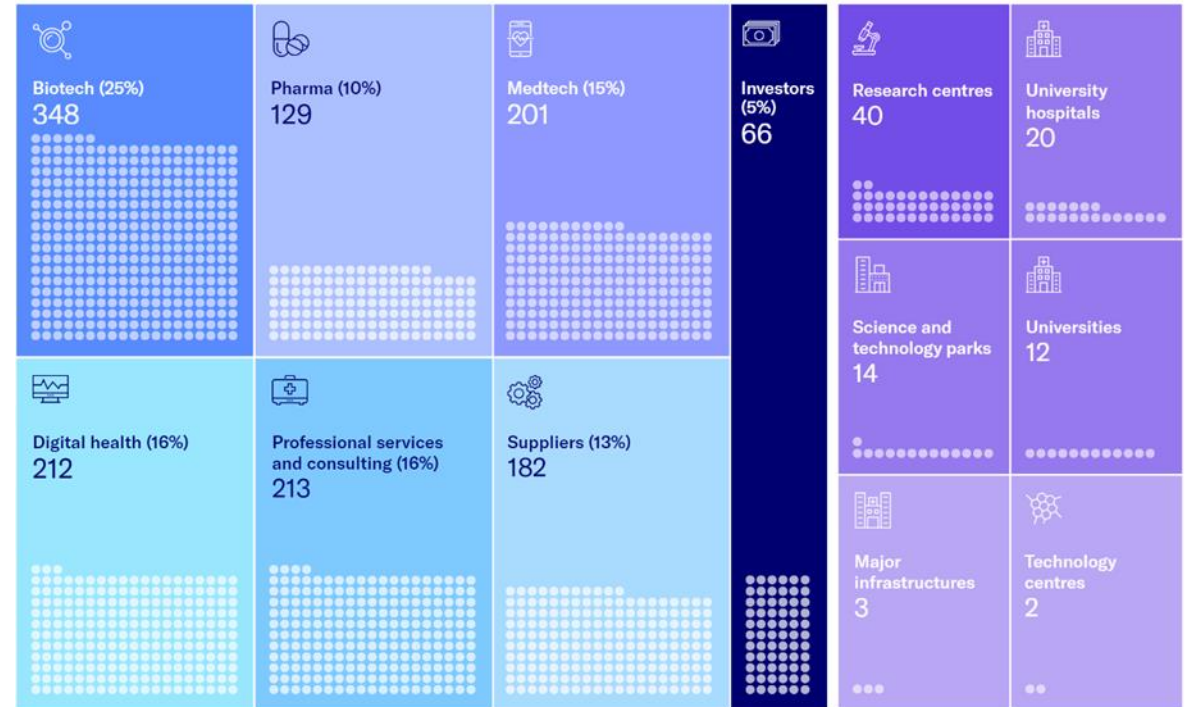 Biotech (25%)
348
Pharma (10%)
129
Medtech (15%)
201
Investors
(5%)
66
Research centres
40
University
hospitals
20
Science and
technology parks
14
Universities
12
Digital health (16%)
212
Professional services
and consulting (16%)
213
Suppliers (13%)
182
Major
infrastructures
3
Technology
centres
2